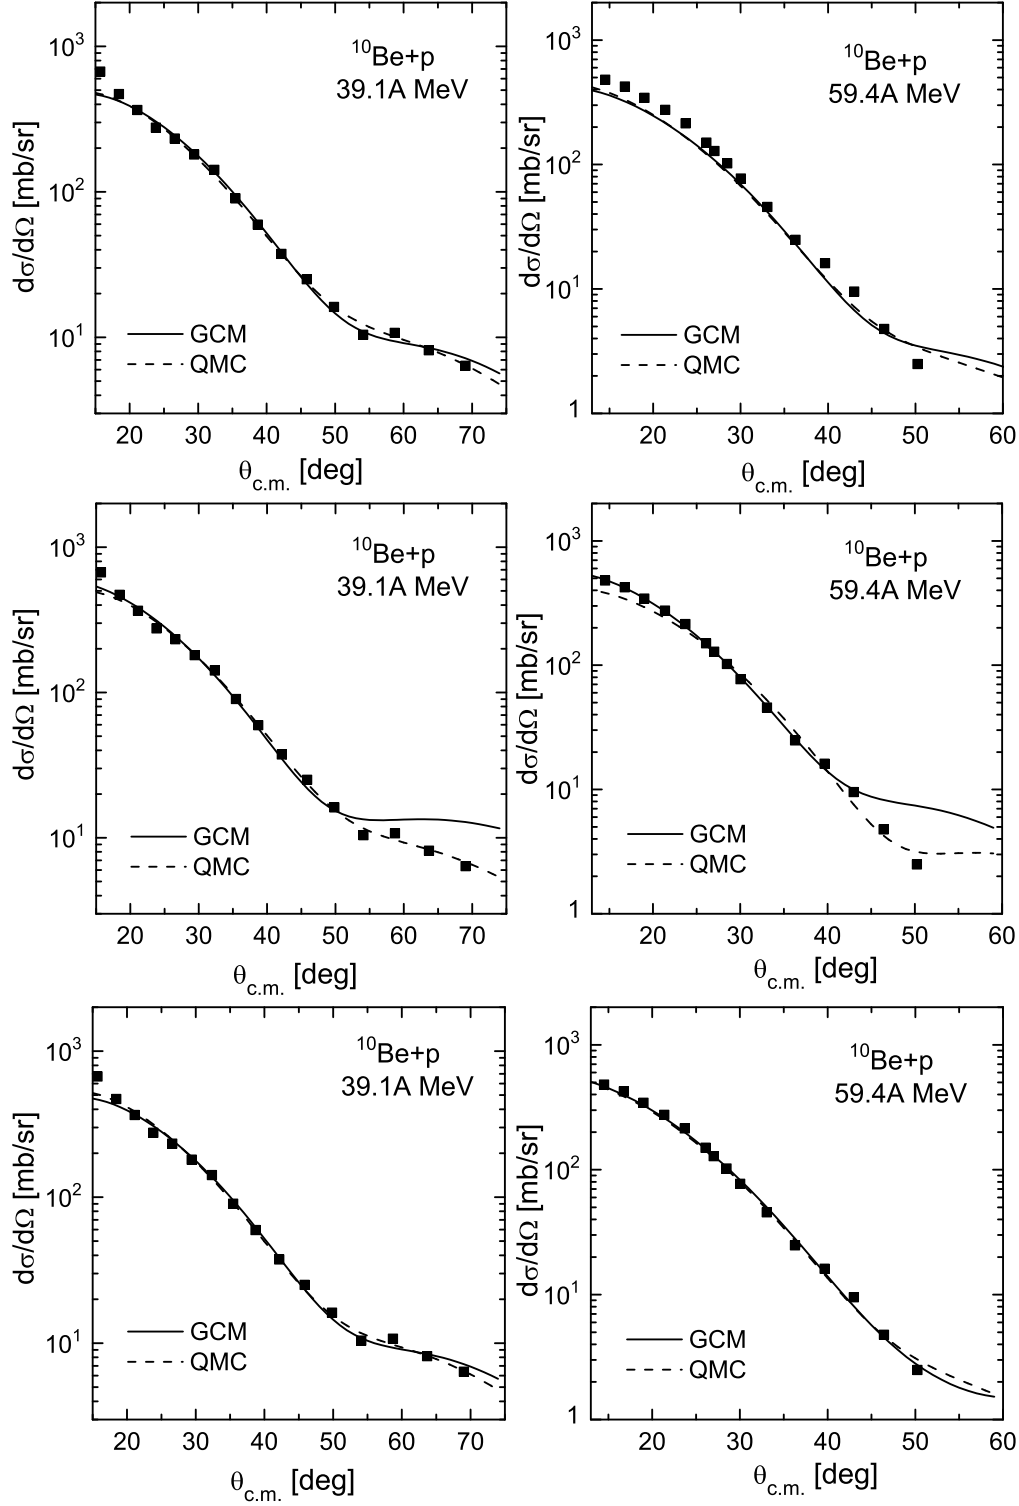 10³
¹⁰Be+p
39.1A MeV
dσ/dΩ [mb/sr]
10²
10¹
GCM
QMC
20 30 40 50 60 70
θc.m. [deg]
10³
¹⁰Be+p
59.4A MeV
dσ/dΩ [mb/sr]
10²
10¹
GCM
QMC
1
20 30 40 50 60
θc.m. [deg]
10³
¹⁰Be+p
39.1A MeV
dσ/dΩ [mb/sr]
10²
10¹
GCM
QMC
20 30 40 50 60 70
θc.m. [deg]
10³
¹⁰Be+p
59.4A MeV
dσ/dΩ [mb/sr]
10²
10¹
GCM
QMC
1
20 30 40 50 60
θc.m. [deg]
10³
¹⁰Be+p
39.1A MeV
dσ/dΩ [mb/sr]
10²
10¹
GCM
QMC
20 30 40 50 60 70
θc.m. [deg]
10³
¹⁰Be+p
59.4A MeV
dσ/dΩ [mb/sr]
10²
10¹
GCM
QMC
1
20 30 40 50 60
θc.m. [deg]